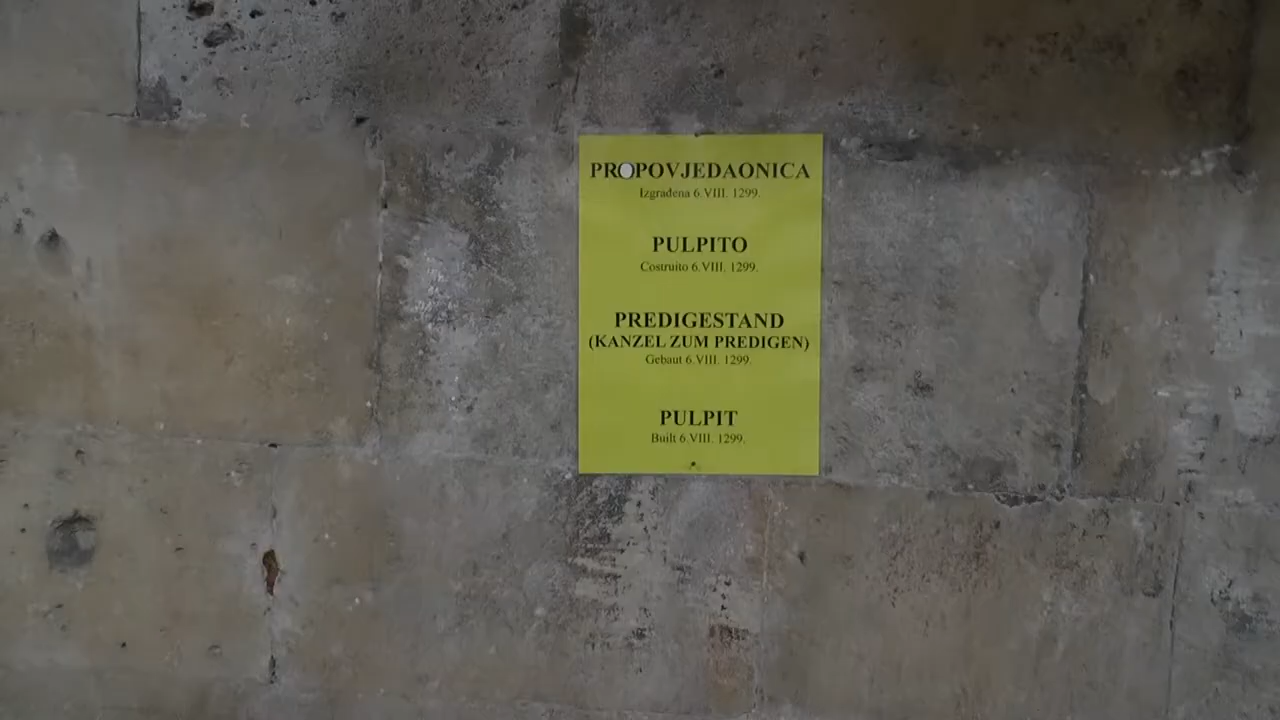 PROPOVJEDAONICA
Izgrađena 6.VIII. 1299.
PULPITO
Costruito 6.VIII. 1299.
PREDIGESTAND
(KANZEL ZUM PREDIGEN)
Gebaut 6.VIII. 1299.
PULPIT
Built 6.VIII. 1299.